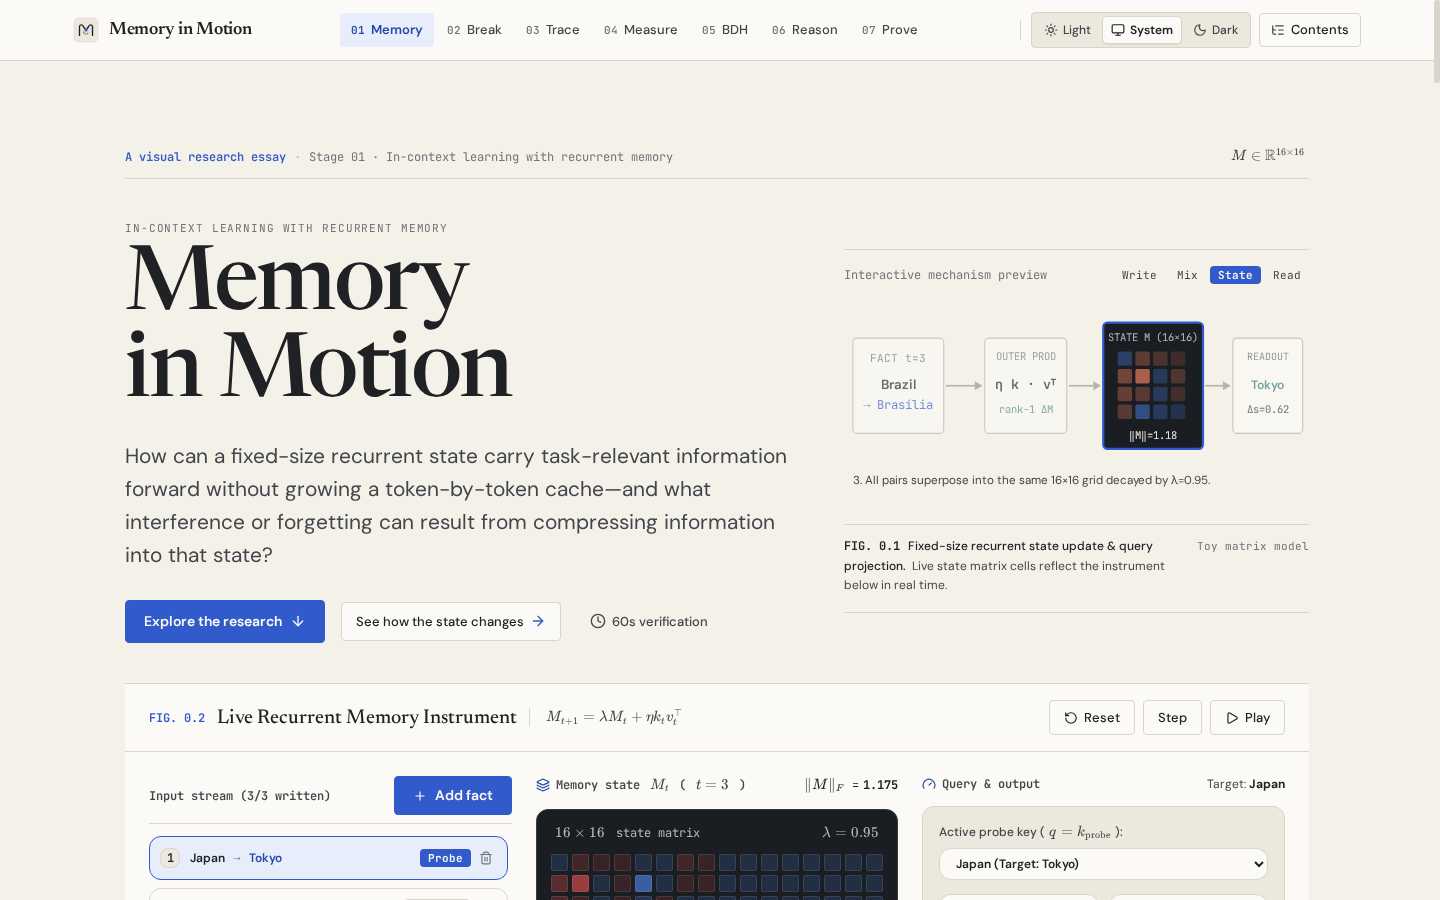 Memory in Motion
01 Memory
02 Break
03 Trace
04 Measure
05 BDH
06 Reason
07 Prove
Light
System
Dark
Contents
A visual research essay · Stage 01 · In-context learning with recurrent memory
M ∈ ℝ^{16×16}
IN-CONTEXT LEARNING WITH RECURRENT MEMORY
Memory
in Motion
How can a fixed-size recurrent state carry task-relevant information
forward without growing a token-by-token cache—and what
interference or forgetting can result from compressing information
into that state?
Explore the research ↓
See how the state changes →
60s verification
Interactive mechanism preview
Write
Mix
State
Read
FACT t=3
Brazil
→ Brasília
OUTER PROD
η k · vᵀ
rank-1 ΔM
STATE M (16×16)
‖M‖=1.18
READOUT
Tokyo
Δs=0.62
3. All pairs superpose into the same 16×16 grid decayed by λ=0.95.
FIG. 0.1 Fixed-size recurrent state update & query
projection. Live state matrix cells reflect the instrument
below in real time.
Toy matrix model
FIG. 0.2 Live Recurrent Memory Instrument
M_{t+1} = λM_t + ηk_t v_t^⊤
Reset
Step
Play
Input stream (3/3 written)
+ Add fact
1 Japan → Tokyo
Probe
Memory state M_t ( t = 3 )
‖M‖_F = 1.175
16 × 16 state matrix
λ = 0.95
Query & output
Target: Japan
Active probe key ( q = k_probe ):
Japan (Target: Tokyo)